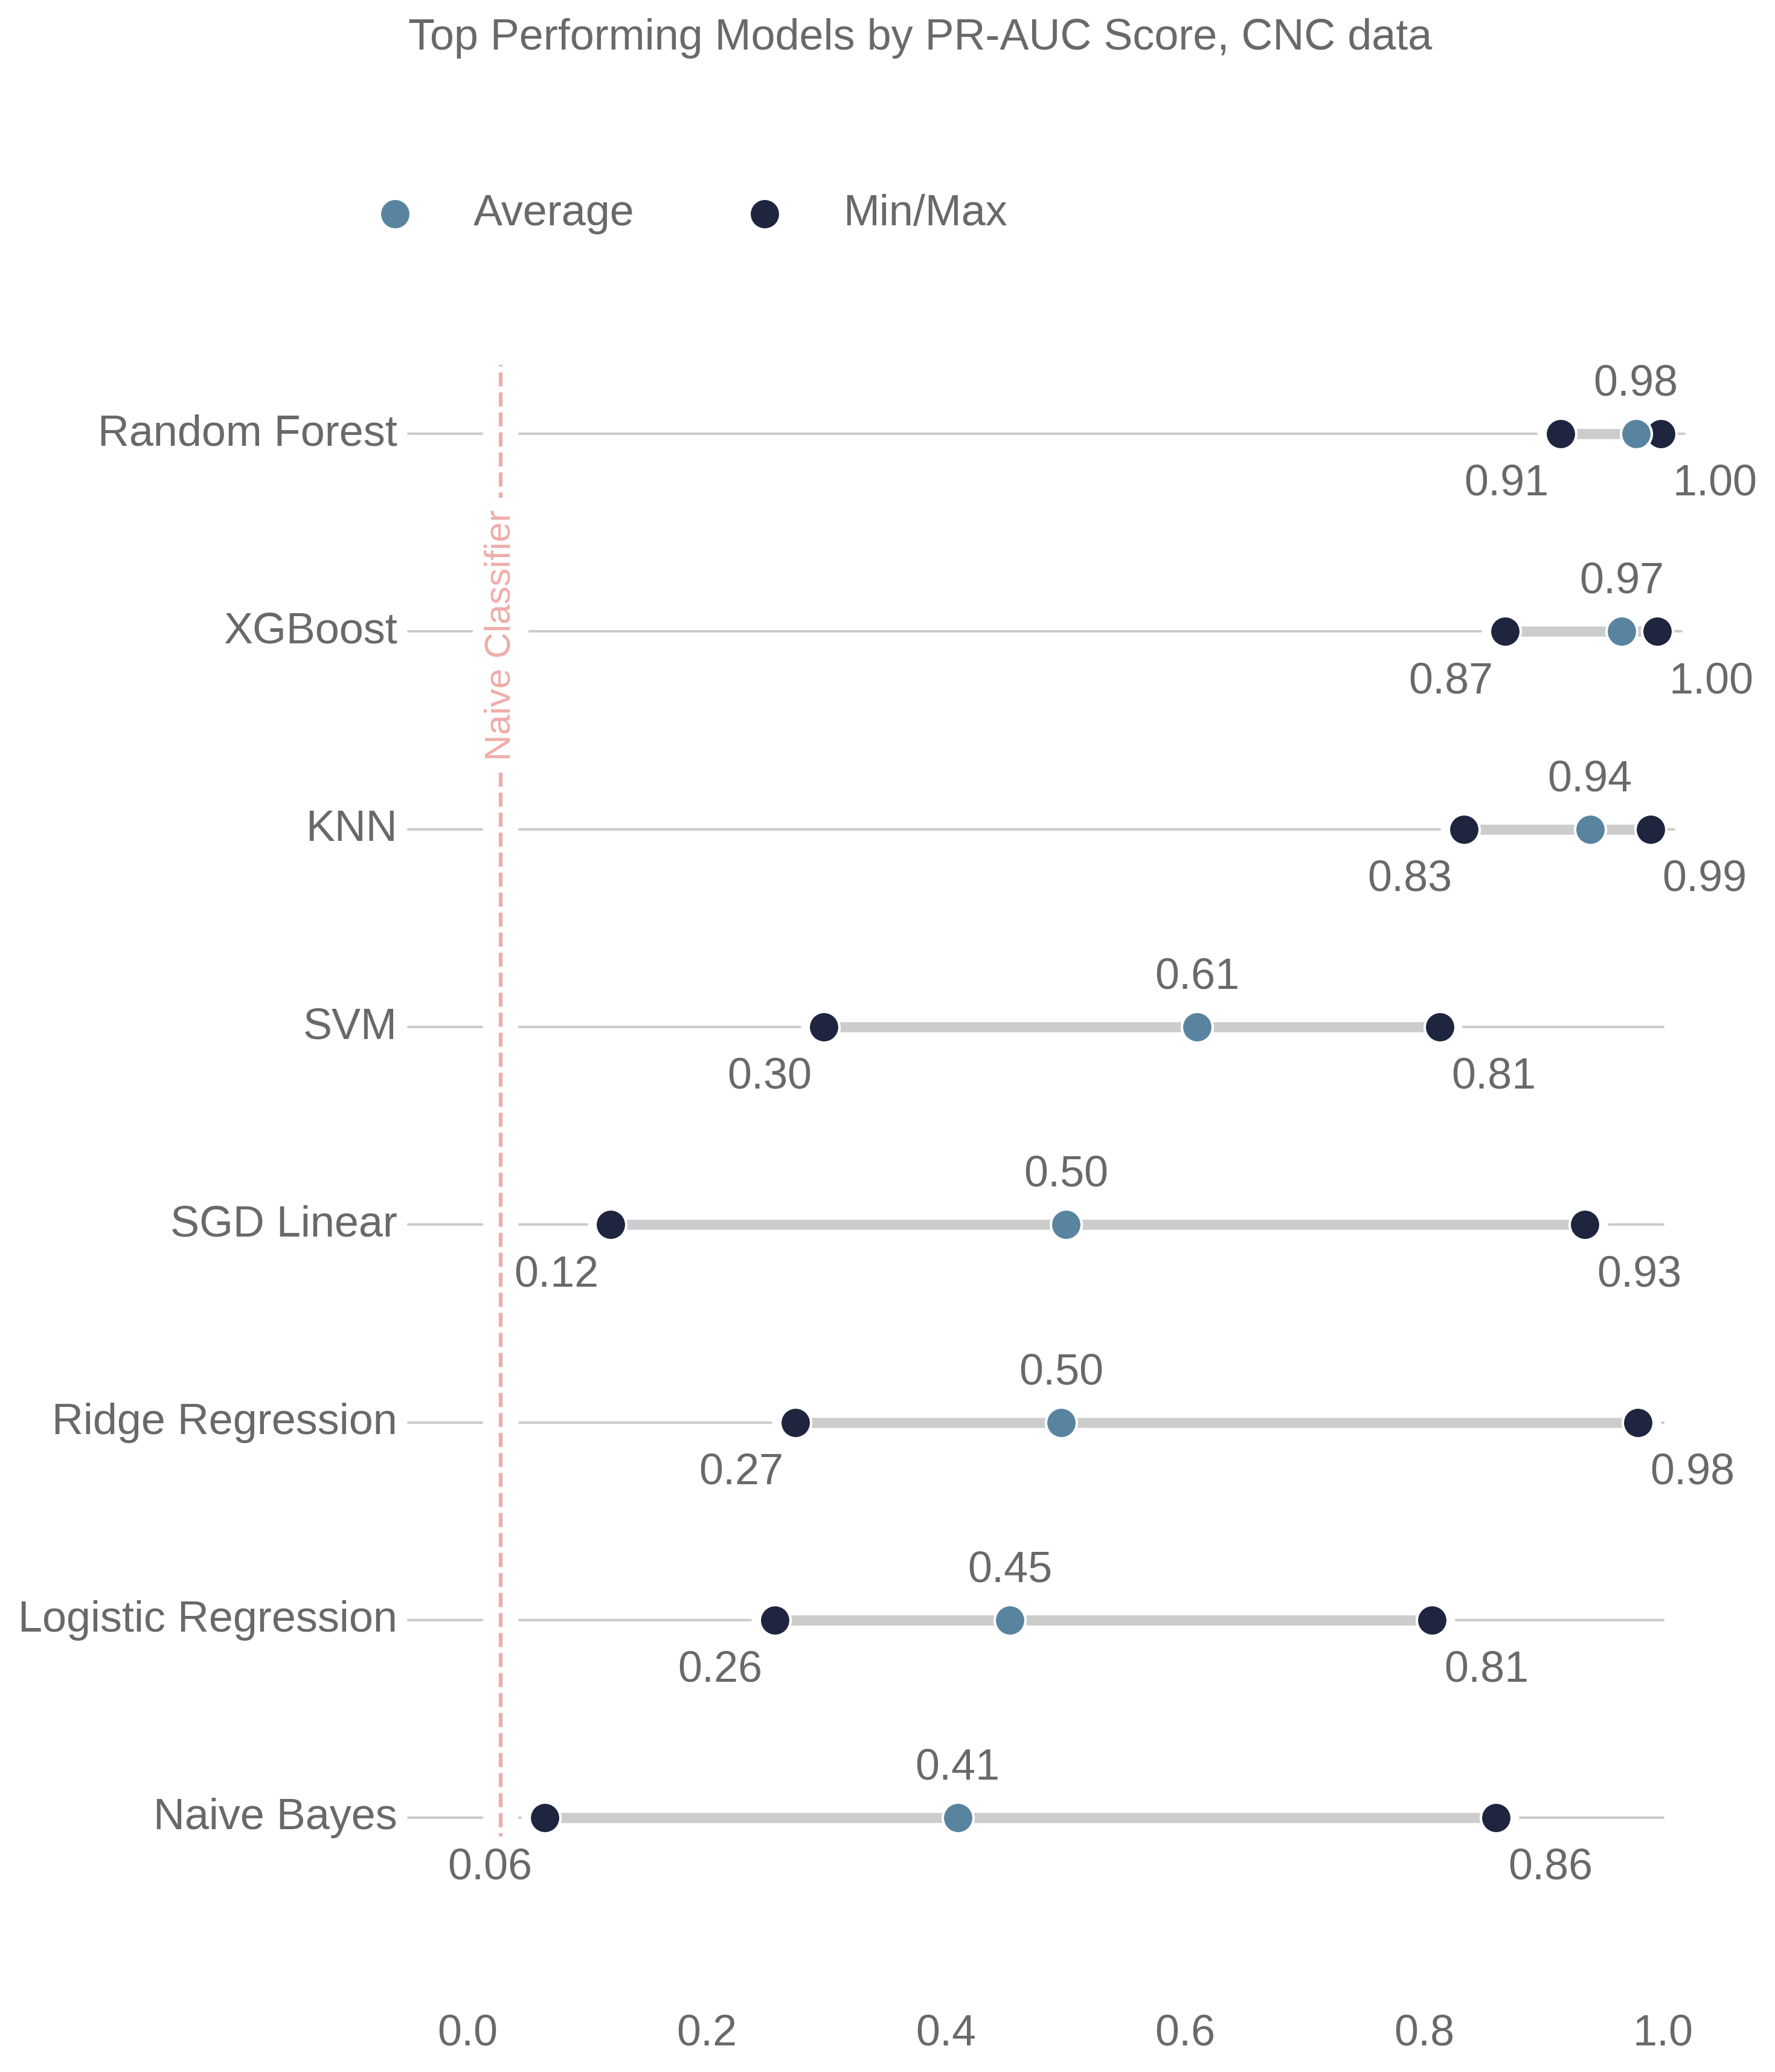 Top Performing Models by PR-AUC Score, CNC data
Average
Min/Max
Naive Classifier
Random Forest
0.98
0.91
1.00
XGBoost
0.97
0.87
1.00
KNN
0.94
0.83
0.99
SVM
0.61
0.30
0.81
SGD Linear
0.50
0.12
0.93
Ridge Regression
0.50
0.27
0.98
Logistic Regression
0.45
0.26
0.81
Naive Bayes
0.41
0.06
0.86
0.0 0.2 0.4 0.6 0.8 1.0